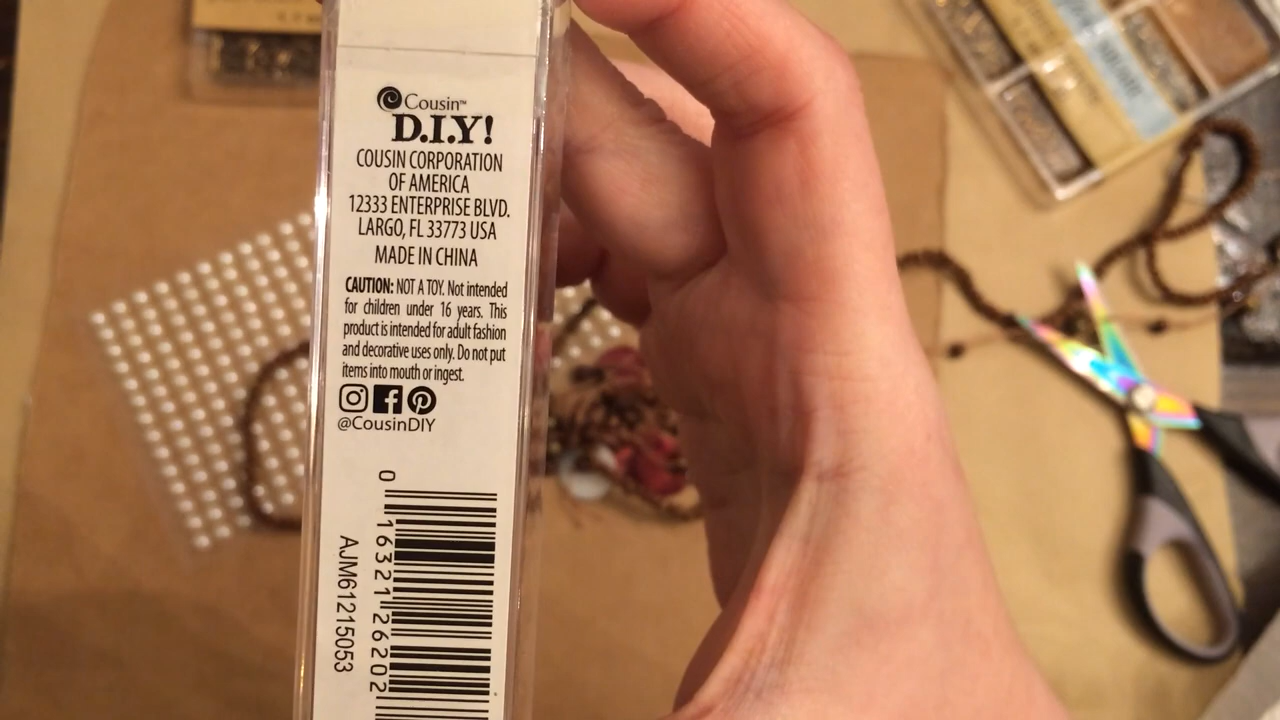 Cousin™
D.I.Y!
COUSIN CORPORATION
OF AMERICA
12333 ENTERPRISE BLVD.
LARGO, FL 33773 USA
MADE IN CHINA
CAUTION: NOT A TOY. Not intended
for children under 16 years. This
product is intended for adult fashion
and decorative uses only. Do not put
items into mouth or ingest.
@CousinDIY
0 16321 26202
AJM61215053